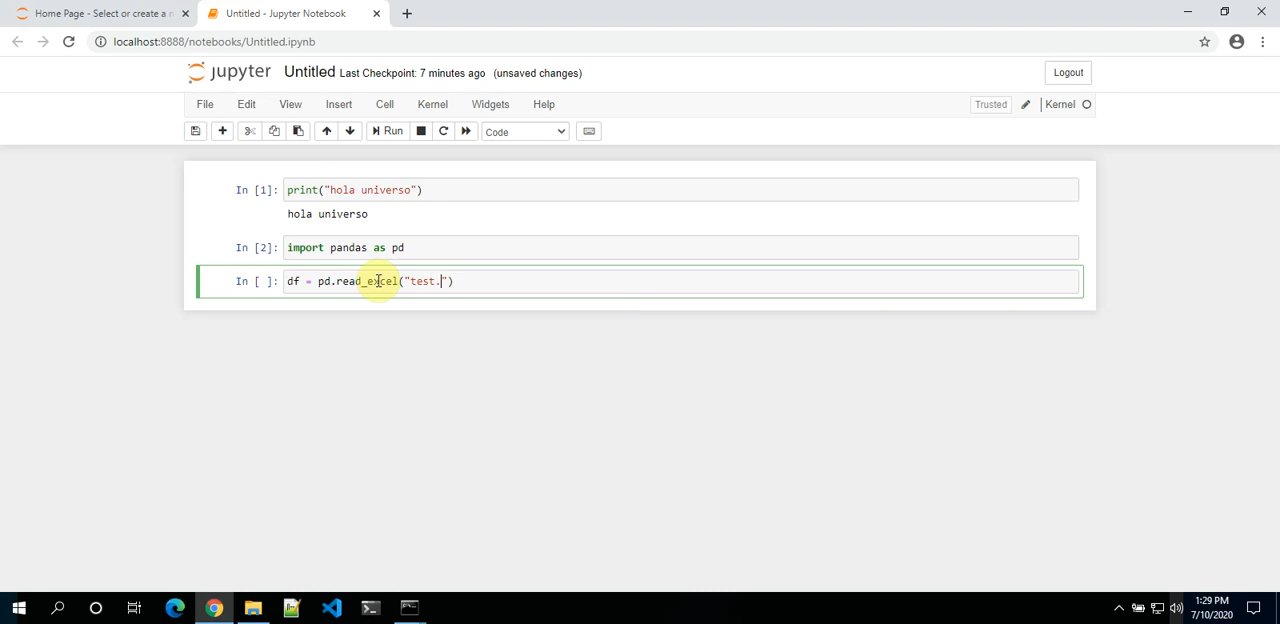 Home Page - Select or create a n
Untitled - Jupyter Notebook
localhost:8888/notebooks/Untitled.ipynb
jupyter Untitled Last Checkpoint: 7 minutes ago (unsaved changes)
Logout
File Edit View Insert Cell Kernel Widgets Help
Trusted Kernel
Run Code
In [1]: print("hola universo")
hola universo
In [2]: import pandas as pd
In [ ]: df = pd.read_excel("test.")
1:29 PM
7/10/2020